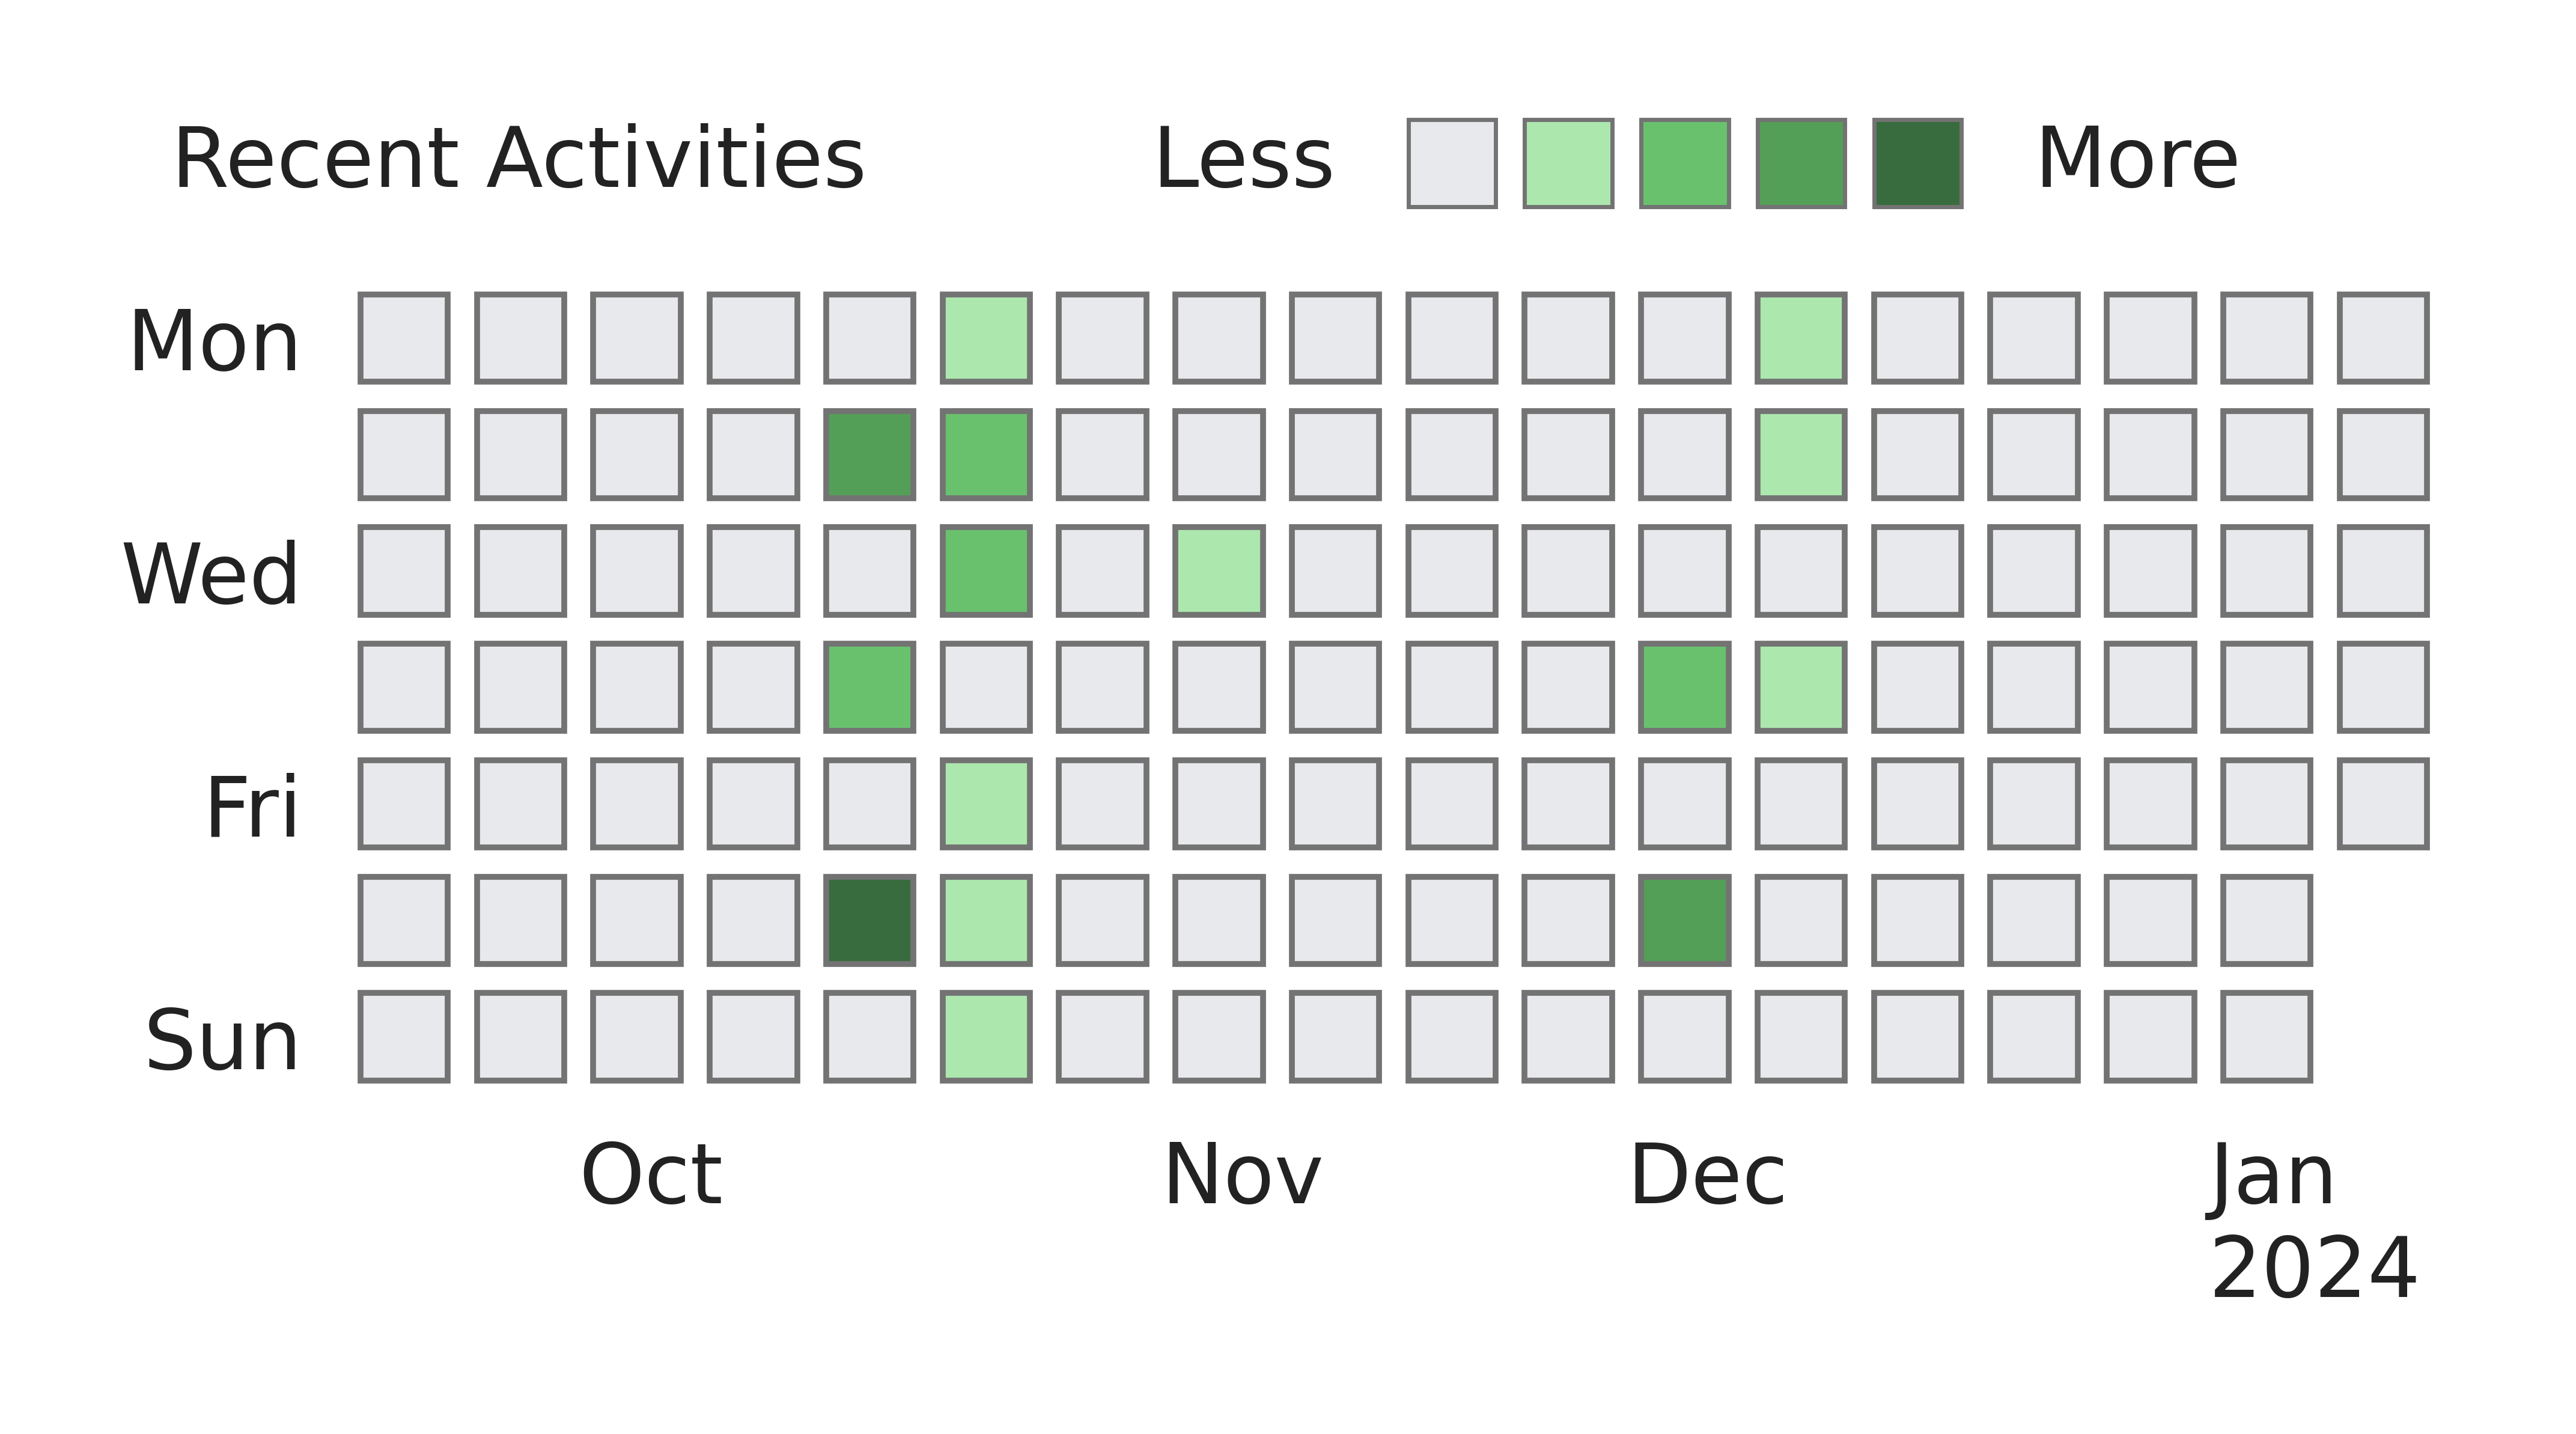 Recent Activities
Less
More
Mon
Wed
Fri
Sun
Oct
Nov
Dec
Jan
2024